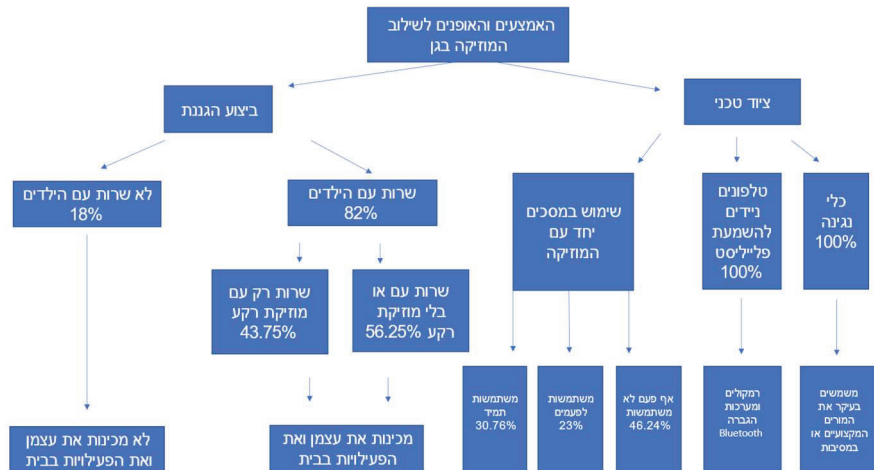 האמצעים והאופנים לשילוב
המוזיקה בגן
ציוד טכני
ביצוע הגננת
כלי
נגינה
100%
טלפונים
ניידים
להשמעת
פלייליסט
100%
שימוש במסכים
יחד עם
המוזיקה
שרות עם הילדים
82%
לא שרות עם הילדים
18%
שרות עם או
בלי מוזיקת
רקע 56.25%
שרות רק עם
מוזיקת רקע
43.75%
משמשים
בעיקר את
המורים
המקצועיים או
במסיבות
רמקולים
ומערכות
הגברה
Bluetooth
אף פעם לא
משתמשות
46.24%
משתמשות
לפעמים
23%
משתמשות
תמיד
30.76%
מכינות את עצמן ואת
הפעילויות בבית
לא מכינות את עצמן
ואת הפעילויות בבית